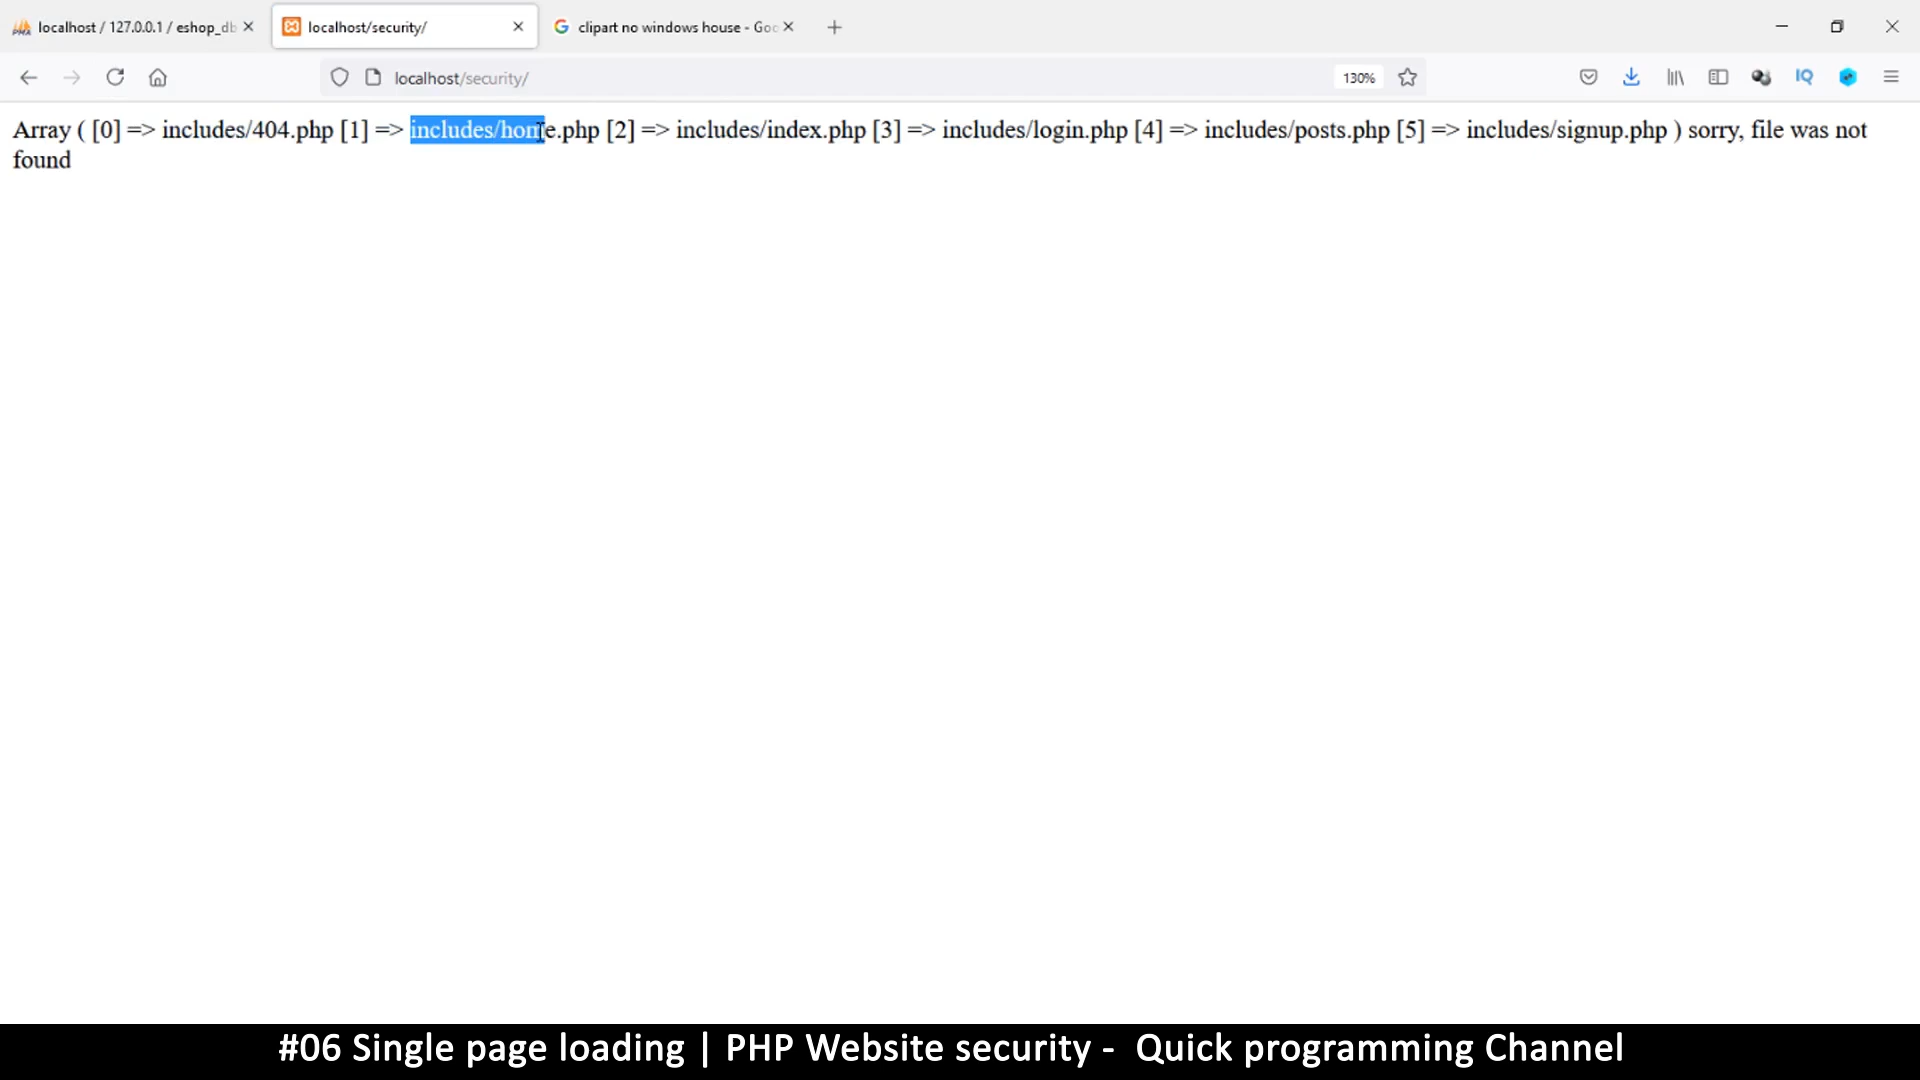 localhost / 127.0.0.1 / eshop_db
localhost/security/
clipart no windows house - Goo
localhost/security/
130%
IQ
Array ( [0] => includes/404.php [1] => includes/home.php [2] => includes/index.php [3] => includes/login.php [4] => includes/posts.php [5] => includes/signup.php ) sorry, file was not
found
#06 Single page loading | PHP Website security - Quick programming Channel